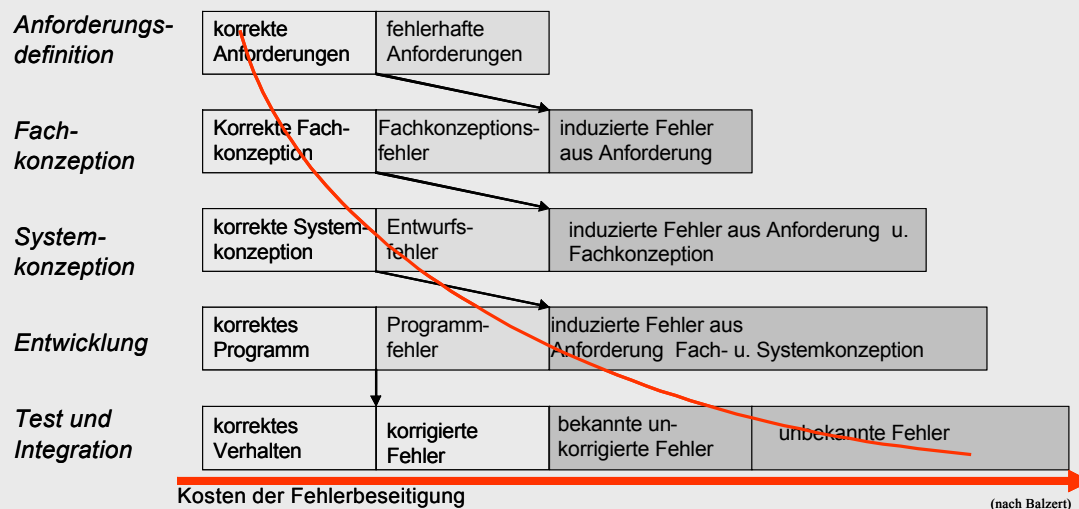 Anforderungs-
definition
korrekte
Anforderungen
fehlerhafte
Anforderungen
Fach-
konzeption
Korrekte Fach-
konzeption
Fachkonzeptions-
fehler
induzierte Fehler
aus Anforderung
System-
konzeption
korrekte System-
konzeption
Entwurfs-
fehler
induzierte Fehler aus Anforderung u.
Fachkonzeption
Entwicklung
korrektes
Programm
Programm-
fehler
induzierte Fehler aus
Anforderung Fach- u. Systemkonzeption
Test und
Integration
korrektes
Verhalten
korrigierte
Fehler
bekannte un-
korrigierte Fehler
unbekannte Fehler
Kosten der Fehlerbeseitigung
(nach Balzert)